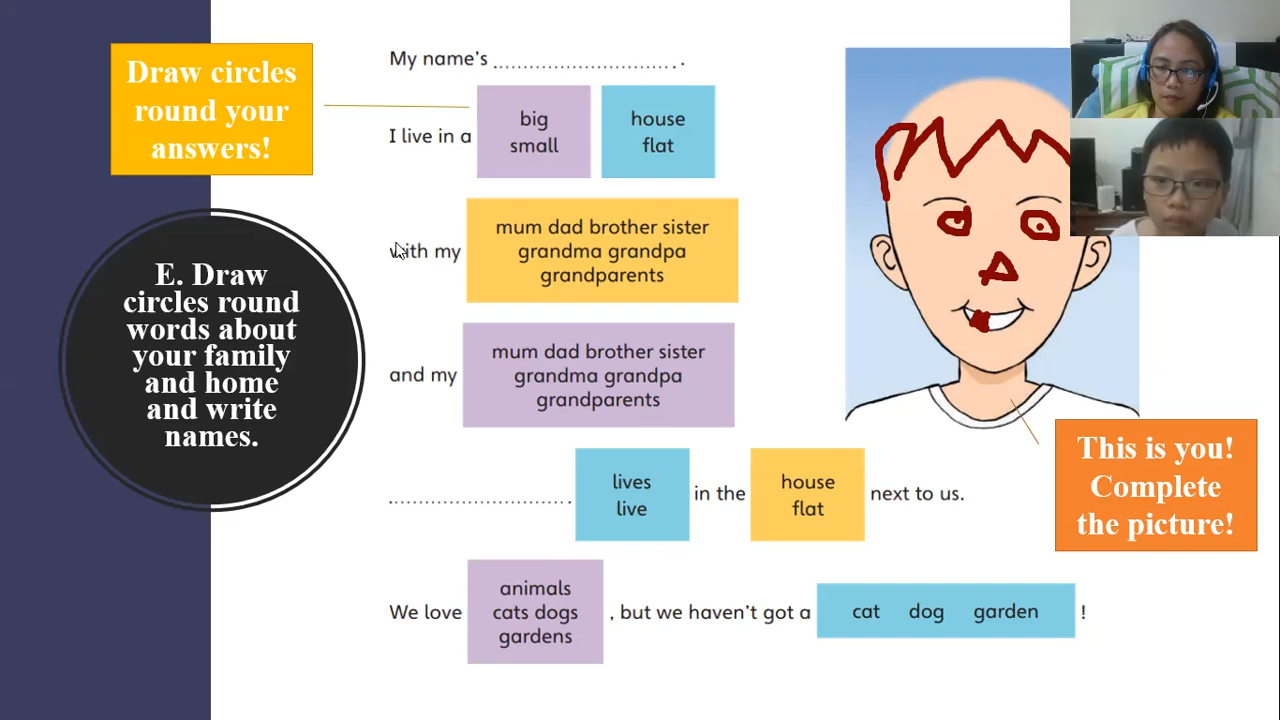 Draw circles
round your
answers!
E. Draw
circles round
words about
your family
and home
and write
names.
My name's ............................. .
I live in a
big
small
house
flat
with my
mum dad brother sister
grandma grandpa
grandparents
and my
mum dad brother sister
grandma grandpa
grandparents
.............................
lives
live
in the
house
flat
next to us.
We love
animals
cats dogs
gardens
, but we haven't got a
cat dog garden
!
This is you!
Complete
the picture!